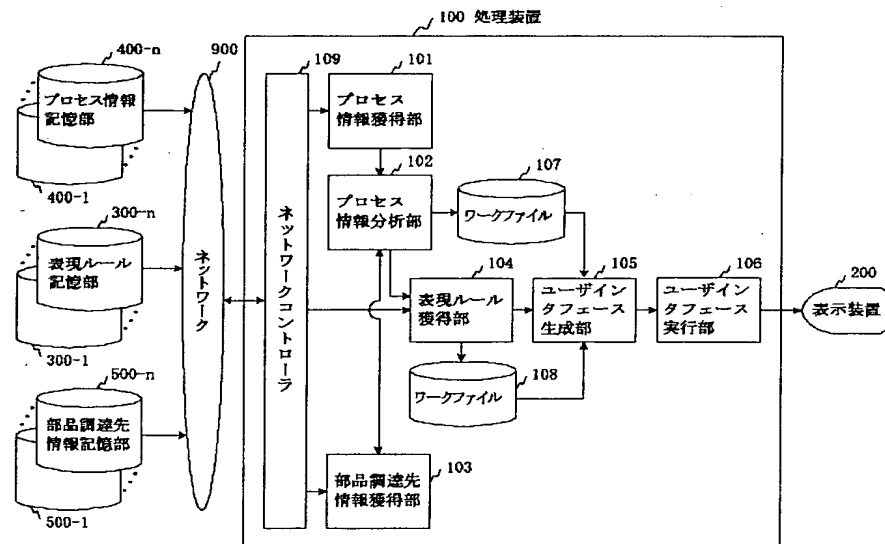 100 処理装置
400-n
プロセス情報
記憶部
400-1
300-n
表現ルール
記憶部
300-1
500-n
部品調達先
情報記憶部
500-1
900
ネットワーク
109
ネットワークコントローラ
101
プロセス
情報獲得部
102
プロセス
情報分析部
107
ワークファイル
104
表現ルール
獲得部
108
ワークファイル
103
部品調達先
情報獲得部
105
ユーザイン
タフェース
生成部
106
ユーザイン
タフェース
実行部
200
表示装置